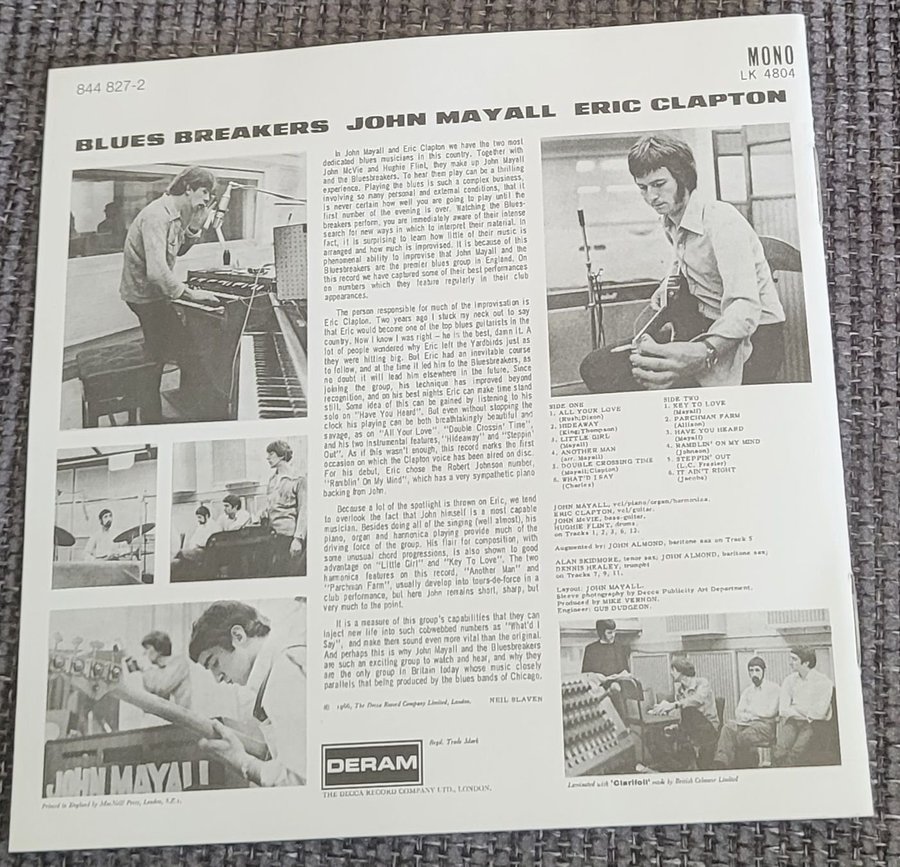 844 827-2
MONO
LK 4804
BLUES BREAKERS JOHN MAYALL ERIC CLAPTON
In John Mayall and Eric Clapton we have the two most
dedicated blues musicians in this country. Together with
John McVie and Hughie Flint, they make up John Mayall
and the Bluesbreakers. To hear them play can be a thrilling
experience. Playing the blues is such a complex business,
involving so many personal and external conditions, that it
is never certain how well you are going to play until the
first number of the evening is over. Watching the Blues-
breakers perform, you are immediately aware of their intense
search for new ways in which to interpret their material. In
fact, it is surprising to learn how little of their music is
arranged and how much is improvised. It is because of this
phenomenal ability to improvise that John Mayall and the
Bluesbreakers are the premier blues group in England. On
this record we have captured some of their best performances
on numbers which they feature regularly in their club
appearances.
The person responsible for much of the improvisation is
Eric Clapton. Two years ago I stuck my neck out to say
that Eric would become one of the top blues guitarists in the
country. Now I know I was right - he is the best, damn it. A
lot of people wondered why Eric left the Yardbirds just as
they were hitting big. But Eric had an inevitable course
to follow, and at the time it led him to the Bluesbreakers, as
no doubt it will lead him elsewhere in the future. Since
joining the group, his technique has improved beyond
recognition, and on his best nights Eric can make time stand
still. Some idea of this can be gained by listening to his
solo on "Have You Heard". But even without stopping the
clock his playing can be both breathtakingly beautiful and
savage, as on "All Your Love", "Double Crossin' Time",
and his two instrumental features, "Hideaway" and "Steppin'
Out". As if this wasn't enough, this record marks the first
occasion on which the Clapton voice has been aired on disc.
For his debut, Eric chose the Robert Johnson number,
"Ramblin' On My Mind", which has a very sympathetic piano
backing from John.
Because a lot of the spotlight is thrown on Eric, we tend
to overlook the fact that John himself is a most capable
musician. Besides doing all of the singing (well almost), his
piano, organ and harmonica playing provide much of the
driving force of the group. His flair for composition, with
some unusual chord progressions, is also shown to good
advantage on "Little Girl" and "Key To Love". The two
harmonica features on this record, "Another Man" and
"Parchman Farm", usually develop into tours-de-force in a
club performance, but here John remains short, sharp, but
very much to the point.
It is a measure of this group's capabilities that they can
inject new life into such cobwebbed numbers as "What'd I
Say", and make them sound even more vital than the original.
And perhaps this is why John Mayall and the Bluesbreakers
are such an exciting group to watch and hear, and why they
are the only group in Britain today whose music closely
parallels that being produced by the blues bands of Chicago.
℗ 1966, The Decca Record Company Limited, London. NEIL SLAVEN
SIDE ONE
1. ALL YOUR LOVE
(Rush;Dixon)
2. HIDEAWAY
(King;Thompson)
3. LITTLE GIRL
(Mayall)
4. ANOTHER MAN
(arr. Mayall)
5. DOUBLE CROSSING TIME
(Mayall;Clapton)
6. WHAT'D I SAY
(Charles)
SIDE TWO
1. KEY TO LOVE
(Mayall)
2. PARCHMAN FARM
(Allison)
3. HAVE YOU HEARD
(Mayall)
4. RAMBLIN' ON MY MIND
(Johnson)
5. STEPPIN' OUT
(L.C. Frazier)
6. IT AIN'T RIGHT
(Jacobs)
JOHN MAYALL, vcl/piano/organ/harmonica,
ERIC CLAPTON, vcl/guitar.
JOHN McVIE, bass-guitar.
HUGHIE FLINT, drums
on Tracks 1, 2, 3, 6, 12.
Augmented by: JOHN ALMOND, baritone sax on Track 5
ALAN SKIDMORE, tenor sax; JOHN ALMOND, baritone sax;
DENNIS HEALEY, trumpet
on Tracks 7, 9, 11.
Layout: JOHN MAYALL.
Sleeve photography by Decca Publicity Art Department.
Produced by MIKE VERNON.
Engineer: GUS DUDGEON.
JOHN MAYALL
Printed in England by MacNeill Press, London, S.E.1.
DERAM
Regd. Trade Mark
THE DECCA RECORD COMPANY LTD., LONDON.
Laminated with 'Clarifoil' made by British Celanese Limited